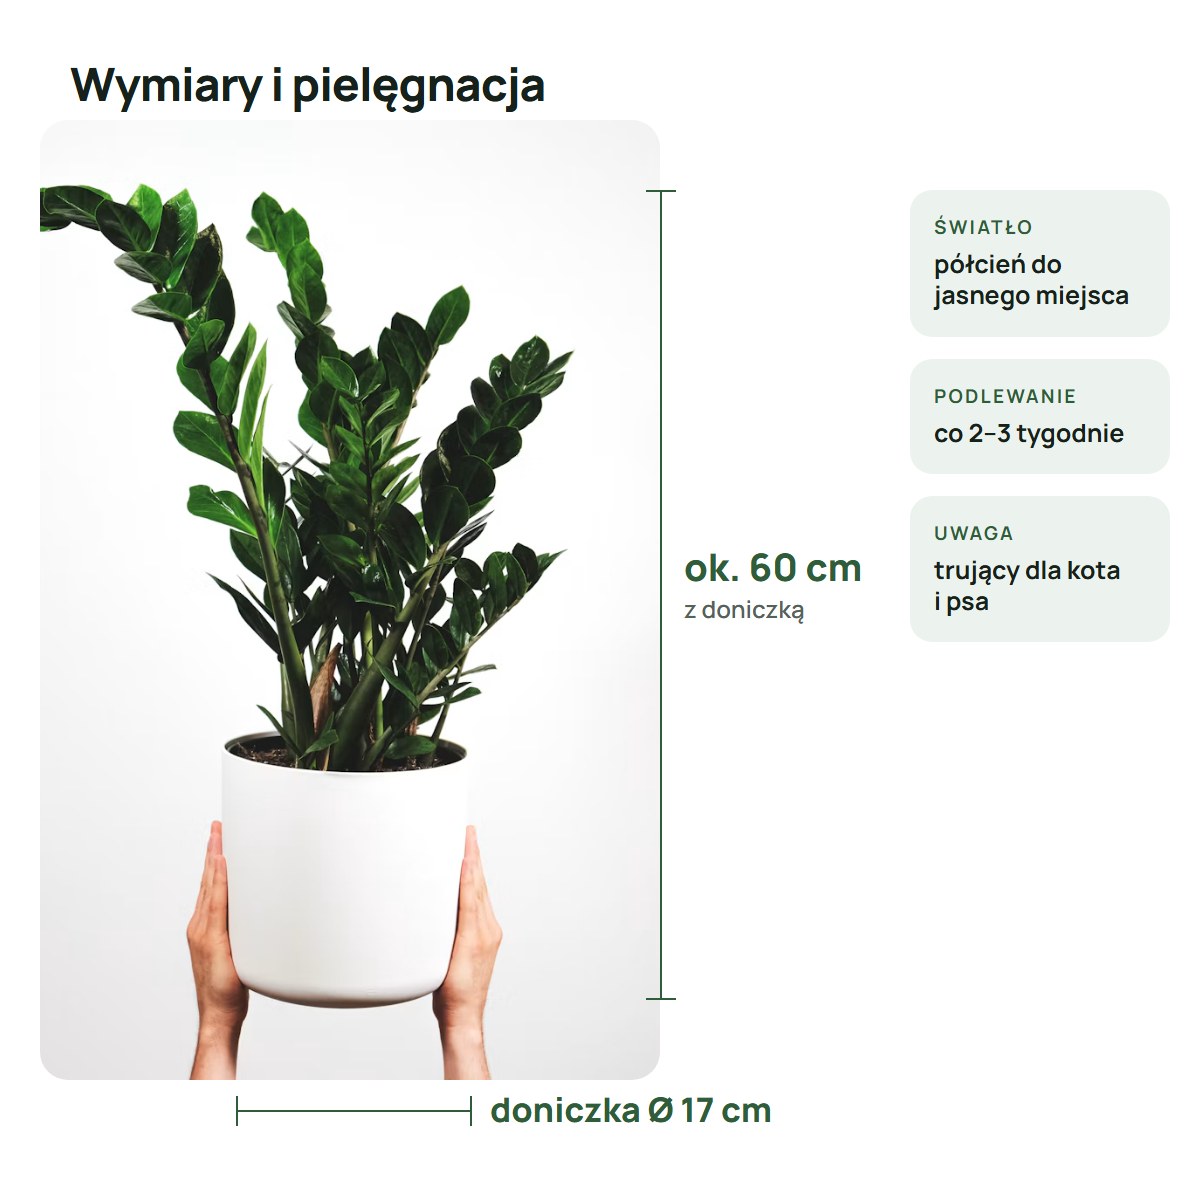 Wymiary i pielęgnacja
ŚWIATŁO
półcień do
jasnego miejsca
PODLEWANIE
co 2–3 tygodnie
UWAGA
trujący dla kota
i psa
ok. 60 cm
z doniczką
doniczka Ø 17 cm